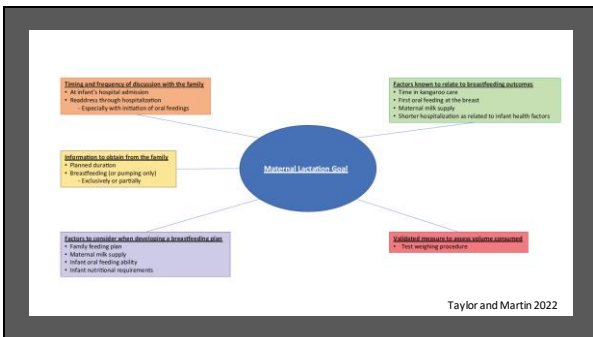 Timing and frequency of discussion with the family
• At infant's hospital admission
• Readdress through hospitalization
- Especially with initiation of oral feedings
Factors known to relate to breastfeeding outcomes
• Time in kangaroo care
• First oral feeding at the breast
• Maternal milk supply
• Shorter hospitalization as related to infant health factors
Information to obtain from the family
• Planned duration
• Breastfeeding (or pumping only)
- Exclusively or partially
Maternal Lactation Goal
Factors to consider when developing a breastfeeding plan
• Family feeding plan
• Maternal milk supply
• Infant oral feeding ability
• Infant nutritional requirements
Validated measure to assess volume consumed
• Test weighing procedure
Taylor and Martin 2022